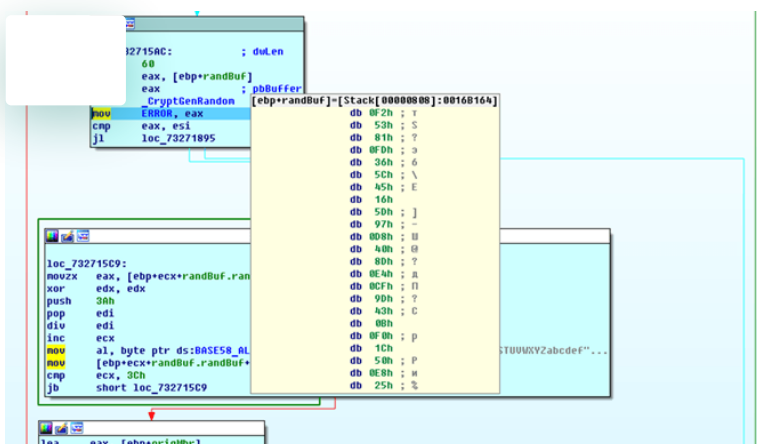 32715AC: ; dwLen
60
eax, [ebp+randBuf]
eax ; pbBuffer
_CryptGenRandom
mov ERROR, eax
cmp eax, esi
jl loc_73271895
[ebp+randBuf]=[Stack[00000808]:0016B164]
db 0F2h ; т
db 53h ; S
db 81h ; ?
db 0FDh ; э
db 36h ; 6
db 5Ch ; \
db 45h ; E
db 16h
db 5Dh ; ]
db 97h ; -
db 0D8h ; Ш
db 40h ; @
db 8Dh ; ?
db 0E4h ; д
db 0CFh ; П
db 9Dh ; ?
db 43h ; C
db 0Bh
db 0F0h ; р
db 1Ch
db 50h ; P
db 0E8h ; и
db 25h ; %
loc_732715C9:
movzx eax, [ebp+ecx+randBuf.ran
xor edx, edx
push 3Ah
pop edi
div edi
inc ecx
mov al, byte ptr ds:BASE58_AL
STUVWXYZabcdef"...
mov [ebp+ecx+randBuf.randBuf+
cmp ecx, 3Ch
jb short loc_732715C9
lea eax, [ebp+origMbr]